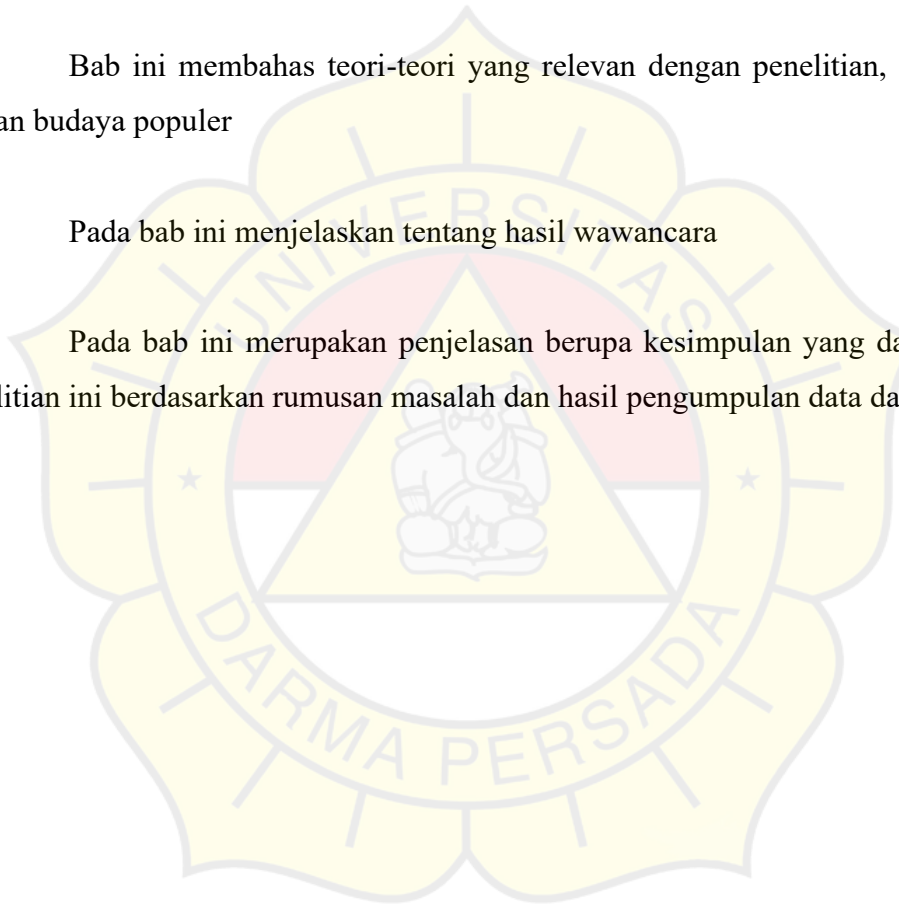 Bab ini membahas teori-teori yang relevan dengan penelitian,
an budaya populer
Pada bab ini menjelaskan tentang hasil wawancara
Pada bab ini merupakan penjelasan berupa kesimpulan yang da
litian ini berdasarkan rumusan masalah dan hasil pengumpulan data da
UNIVERSITAS
DARMA PERSADA